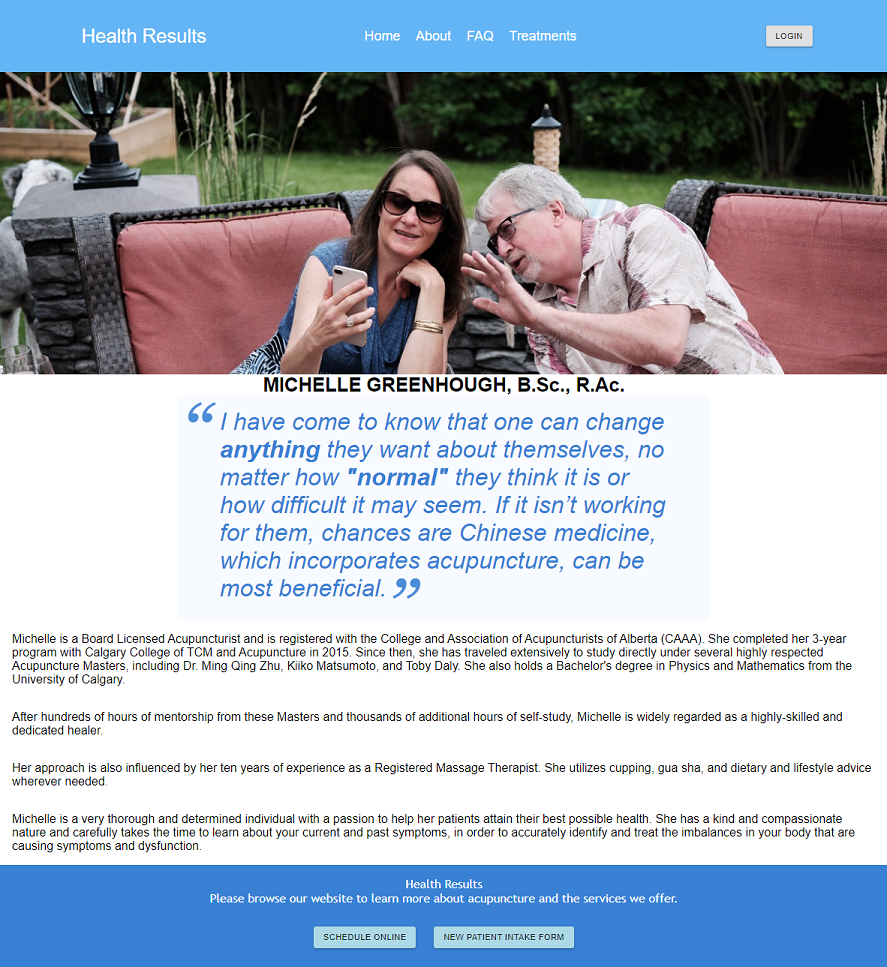 Health Results
Home About FAQ Treatments
LOGIN
MICHELLE GREENHOUGH, B.Sc., R.Ac.
“ I have come to know that one can change
anything they want about themselves, no
matter how "normal" they think it is or
how difficult it may seem. If it isn’t working
for them, chances are Chinese medicine,
which incorporates acupuncture, can be
most beneficial. ”
Michelle is a Board Licensed Acupuncturist and is registered with the College and Association of Acupuncturists of Alberta (CAAA). She completed her 3-year
program with Calgary College of TCM and Acupuncture in 2015. Since then, she has traveled extensively to study directly under several highly respected
Acupuncture Masters, including Dr. Ming Qing Zhu, Kiiko Matsumoto, and Toby Daly. She also holds a Bachelor's degree in Physics and Mathematics from the
University of Calgary.
After hundreds of hours of mentorship from these Masters and thousands of additional hours of self-study, Michelle is widely regarded as a highly-skilled and
dedicated healer.
Her approach is also influenced by her ten years of experience as a Registered Massage Therapist. She utilizes cupping, gua sha, and dietary and lifestyle advice
wherever needed.
Michelle is a very thorough and determined individual with a passion to help her patients attain their best possible health. She has a kind and compassionate
nature and carefully takes the time to learn about your current and past symptoms, in order to accurately identify and treat the imbalances in your body that are
causing symptoms and dysfunction.
Health Results
Please browse our website to learn more about acupuncture and the services we offer.
SCHEDULE ONLINE NEW PATIENT INTAKE FORM